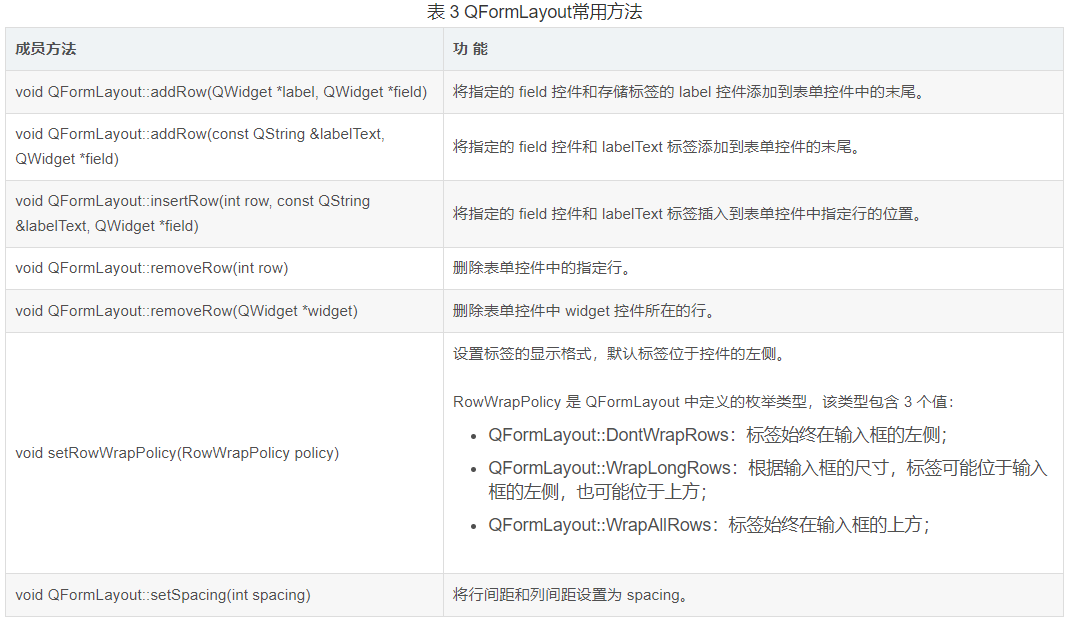 表 3 QFormLayout常用方法
成员方法
功 能
void QFormLayout::addRow(QWidget *label, QWidget *field)
将指定的 field 控件和存储标签的 label 控件添加到表单控件中的末尾。
void QFormLayout::addRow(const QString &labelText,
QWidget *field)
将指定的 field 控件和 labelText 标签添加到表单控件的末尾。
void QFormLayout::insertRow(int row, const QString
&labelText, QWidget *field)
将指定的 field 控件和 labelText 标签插入到表单控件中指定行的位置。
void QFormLayout::removeRow(int row)
删除表单控件中的指定行。
void QFormLayout::removeRow(QWidget *widget)
删除表单控件中 widget 控件所在的行。
void setRowWrapPolicy(RowWrapPolicy policy)
设置标签的显示格式，默认标签位于控件的左侧。
RowWrapPolicy 是 QFormLayout 中定义的枚举类型，该类型包含 3 个值：
• QFormLayout::DontWrapRows：标签始终在输入框的左侧；
• QFormLayout::WrapLongRows：根据输入框的尺寸，标签可能位于输入
框的左侧，也可能位于上方；
• QFormLayout::WrapAllRows：标签始终在输入框的上方；
void QFormLayout::setSpacing(int spacing)
将行间距和列间距设置为 spacing。